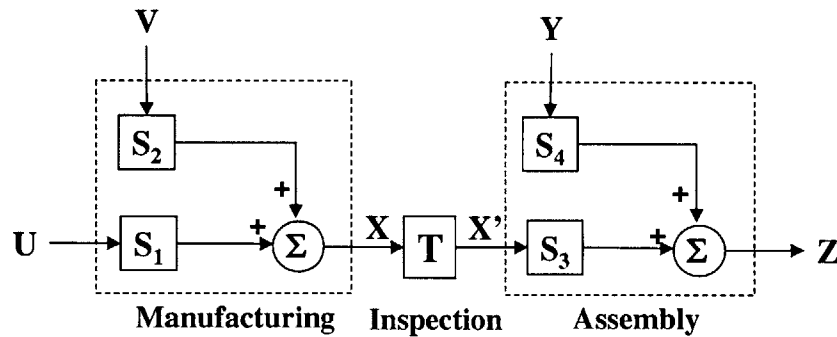 V
Y
S₂
S₄
+
+
U
S₁
+
Σ
X
T
X’
S₃
+
Σ
Z
Manufacturing
Inspection
Assembly